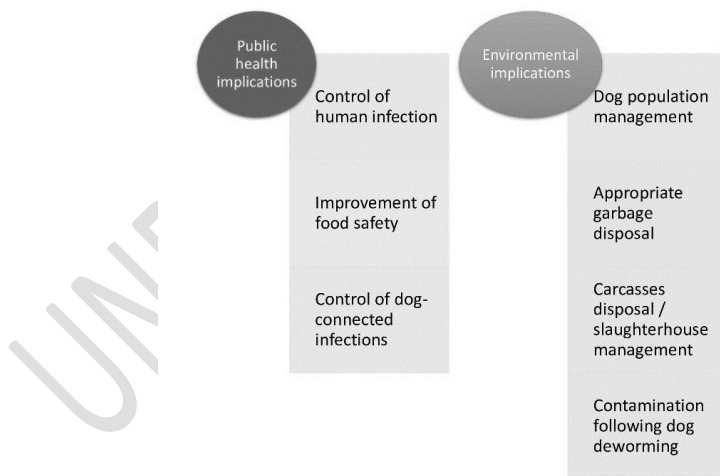 Public
health
implications
Control of
human infection
Improvement of
food safety
Control of dog-
connected
infections
Environmental
implications
Dog population
management
Appropriate
garbage
disposal
Carcasses
disposal /
slaughterhouse
management
Contamination
following dog
deworming